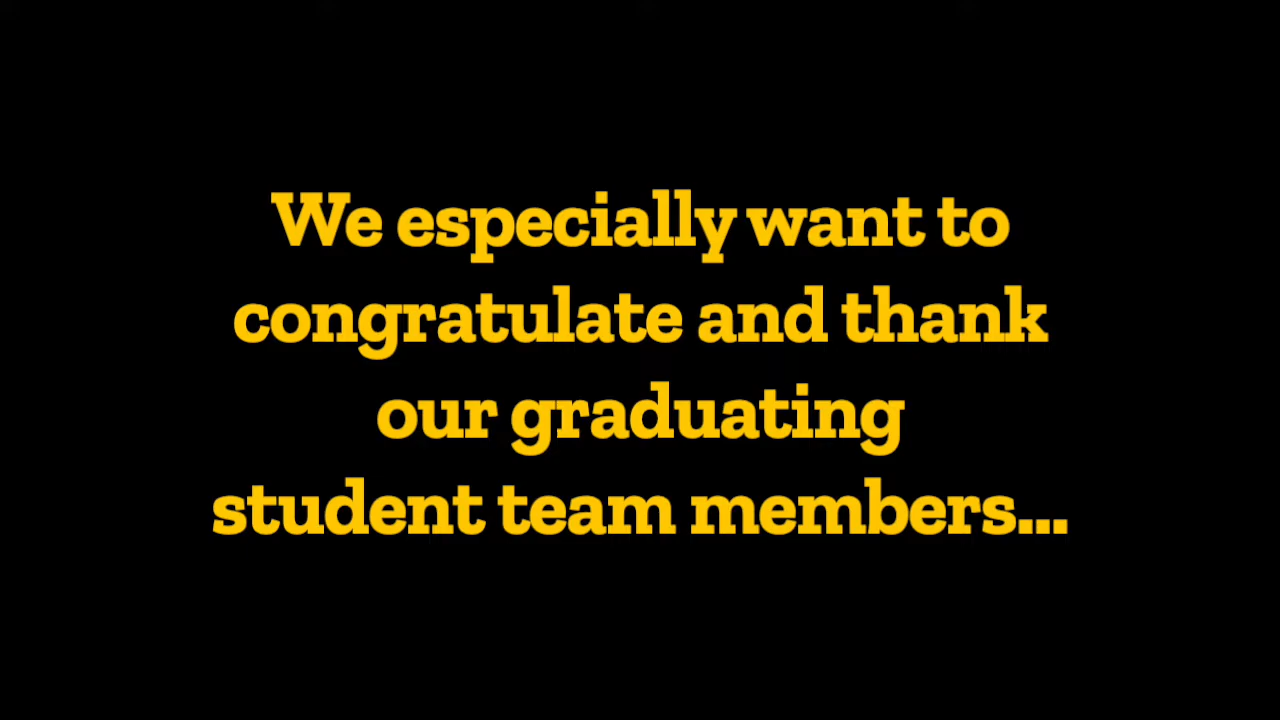 We especially want to
congratulate and thank
our graduating
student team members...